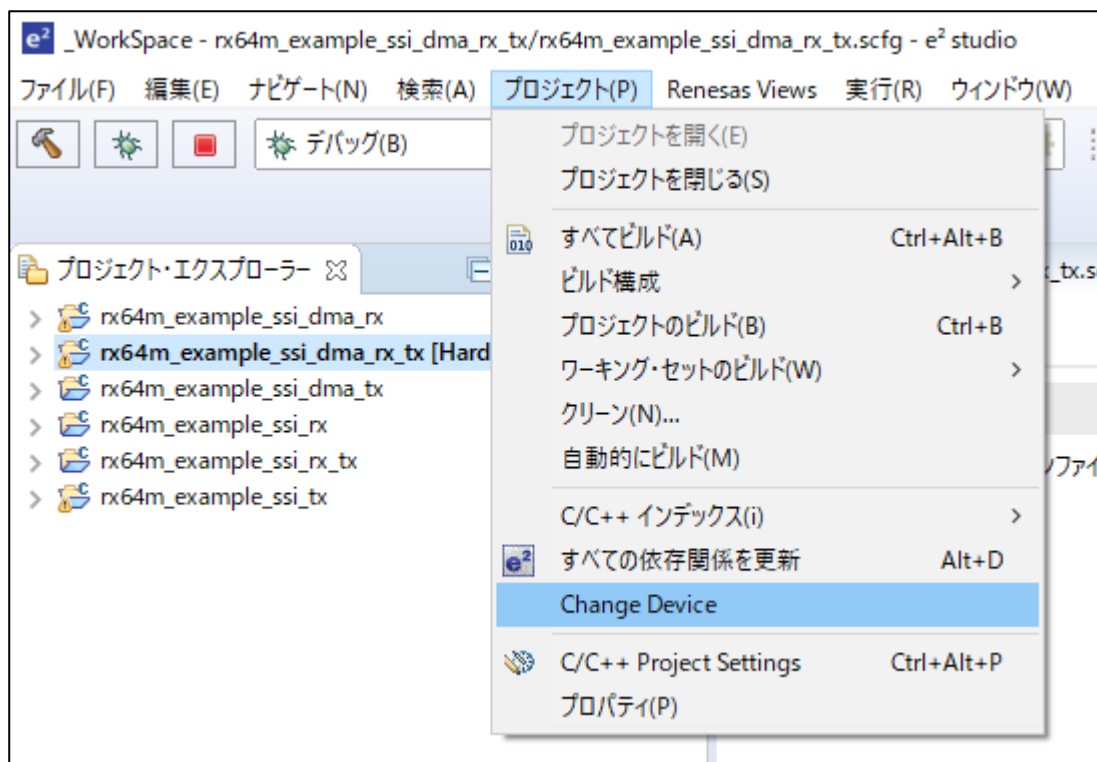 e² _WorkSpace - rx64m_example_ssi_dma_rx_tx/rx64m_example_ssi_dma_rx_tx.scfg - e² studio
ファイル(F) 編集(E) ナビゲート(N) 検索(A) プロジェクト(P) Renesas Views 実行(R) ウィンドウ(W)
デバッグ(B)
プロジェクトを開く(E)
プロジェクトを閉じる(S)
010 すべてビルド(A) Ctrl+Alt+B
ビルド構成
プロジェクトのビルド(B) Ctrl+B
ワーキング・セットのビルド(W)
クリーン(N)...
自動的にビルド(M)
C/C++ インデックス(i)
e² すべての依存関係を更新 Alt+D
Change Device
C/C++ Project Settings Ctrl+Alt+P
プロパティ(P)
プロジェクト・エクスプローラー
rx64m_example_ssi_dma_rx
rx64m_example_ssi_dma_rx_tx [Hard
rx64m_example_ssi_dma_tx
rx64m_example_ssi_rx
rx64m_example_ssi_rx_tx
rx64m_example_ssi_tx